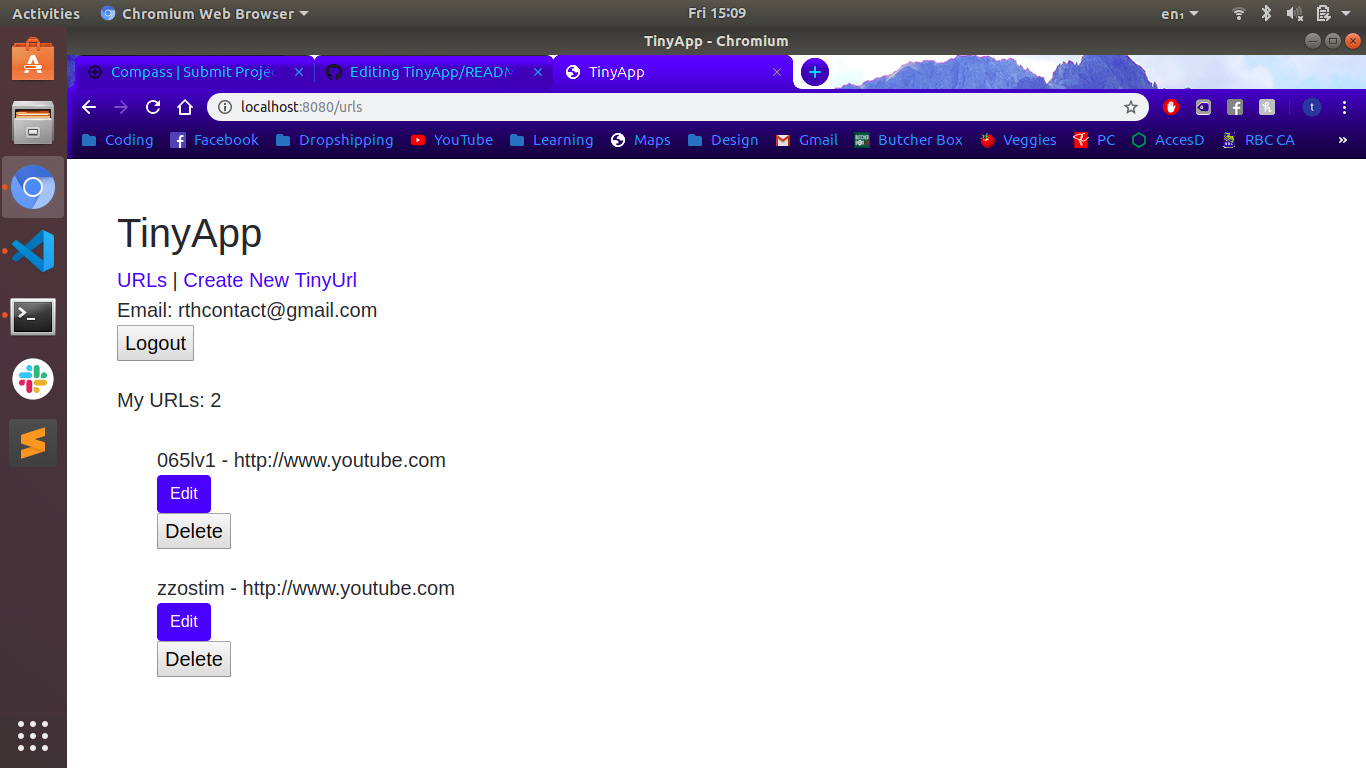 Activities Chromium Web Browser Fri 15:09 en₁
TinyApp - Chromium
Compass | Submit Projec Editing TinyApp/READM TinyApp
localhost:8080/urls t
Coding Facebook Dropshipping YouTube Learning Maps Design Gmail Butcher Box Veggies PC AccesD RBC CA »
TinyApp
URLs | Create New TinyUrl
Email: rthcontact@gmail.com
Logout
My URLs: 2
065lv1 - http://www.youtube.com
Edit
Delete
zzostim - http://www.youtube.com
Edit
Delete